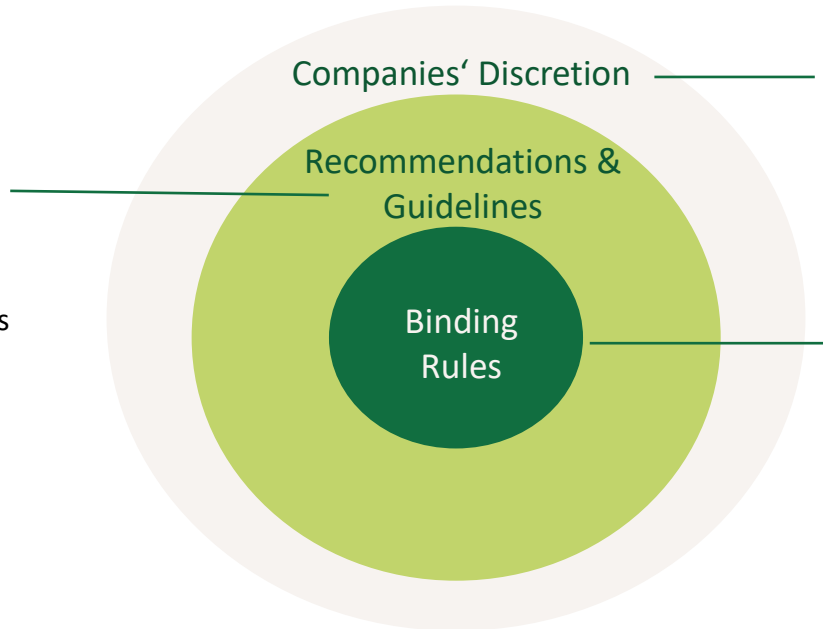 Companies‘ Discretion
Recommendations &
Guidelines
s
Binding
Rules